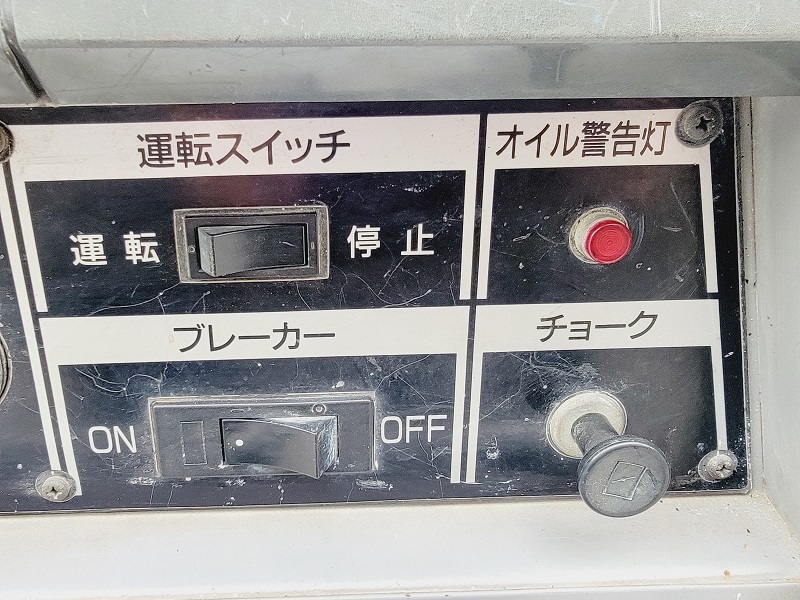 運転スイッチ
オイル警告灯
運転
停止
ブレーカー
チョーク
ON
OFF